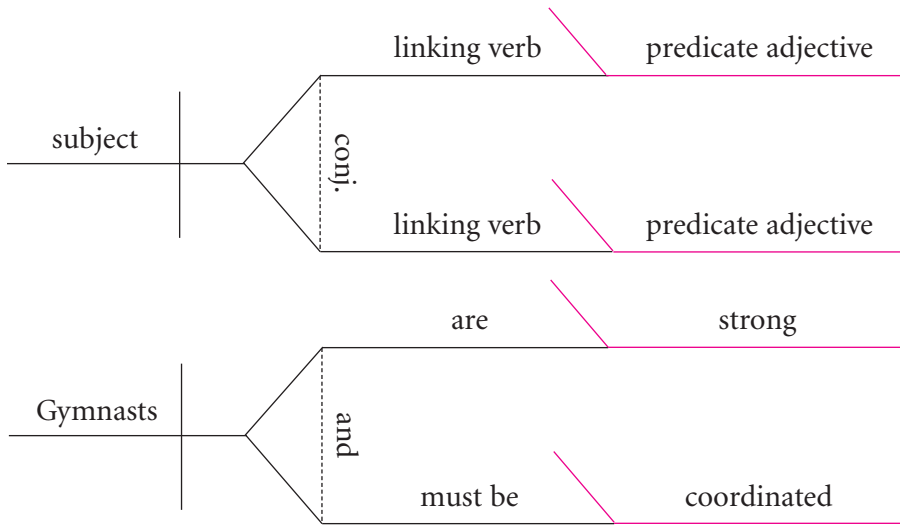 linking verb predicate adjective
subject
conj.
linking verb predicate adjective
are strong
Gymnasts
and
must be coordinated